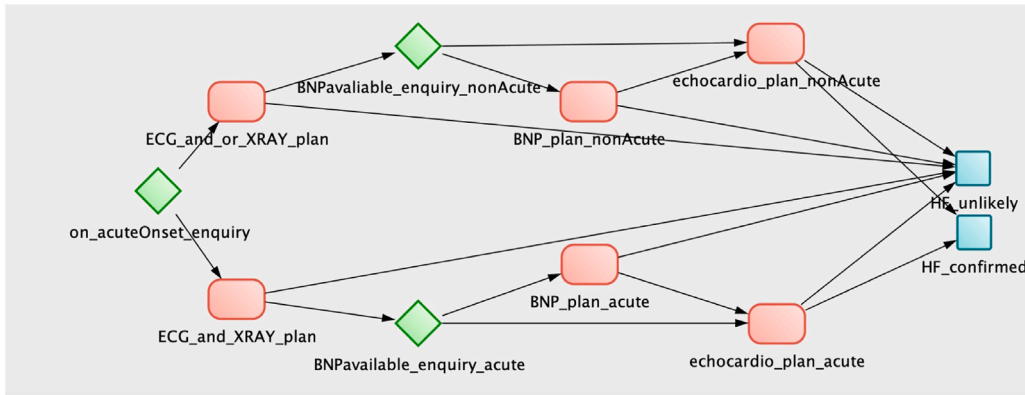 BNPavaliable_enquiry_nonAcute
echocardio_plan_nonAcute
ECG_and_or_XRAY_plan
BNP_plan_nonAcute
HF_unlikely
on_acuteOnset_enquiry
HF_confirmed
BNP_plan_acute
ECG_and_XRAY_plan
BNPavailable_enquiry_acute
echocardio_plan_acute